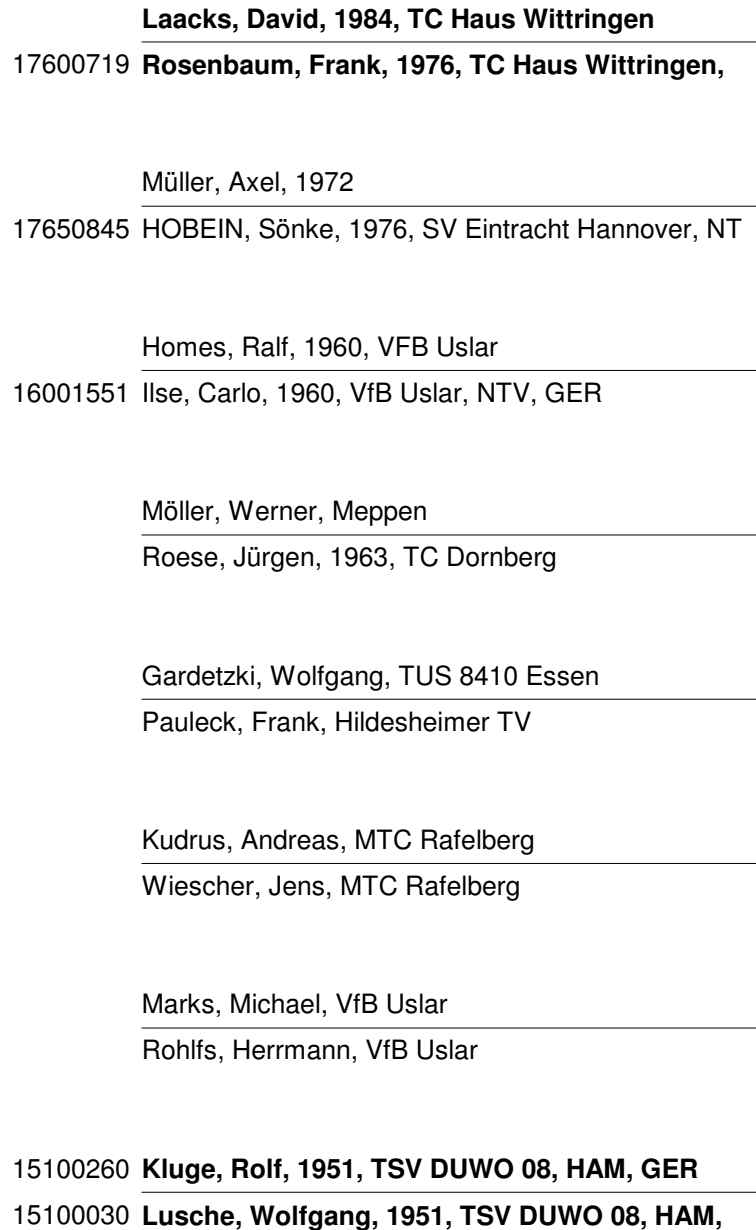 Laacks, David, 1984, TC Haus Wittringen
17600719 Rosenbaum, Frank, 1976, TC Haus Wittringen,
Müller, Axel, 1972
17650845 HOBEIN, Sönke, 1976, SV Eintracht Hannover, NT
Homes, Ralf, 1960, VFB Uslar
16001551 Ilse, Carlo, 1960, VfB Uslar, NTV, GER
Möller, Werner, Meppen
Roese, Jürgen, 1963, TC Dornberg
Gardetzki, Wolfgang, TUS 8410 Essen
Pauleck, Frank, Hildesheimer TV
Kudrus, Andreas, MTC Rafelberg
Wiescher, Jens, MTC Rafelberg
Marks, Michael, VfB Uslar
Rohlfs, Herrmann, VfB Uslar
15100260 Kluge, Rolf, 1951, TSV DUWO 08, HAM, GER
15100030 Lusche, Wolfgang, 1951, TSV DUWO 08, HAM,